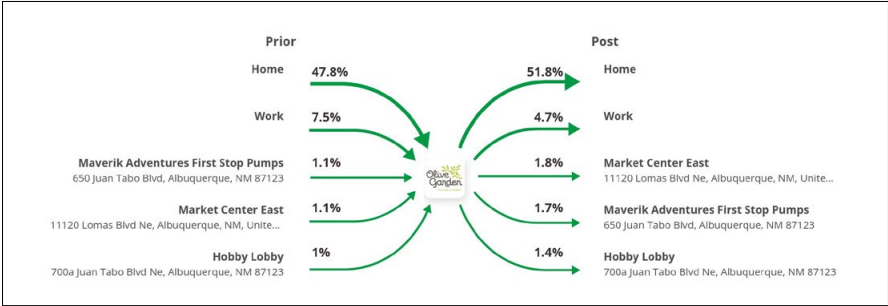 Prior
Home
47.8%
Work
7.5%
Maverik Adventures First Stop Pumps
650 Juan Tabo Blvd, Albuquerque, NM 87123
1.1%
Market Center East
11120 Lomas Blvd Ne, Albuquerque, NM, Unite...
1.1%
Hobby Lobby
700a Juan Tabo Blvd Ne, Albuquerque, NM 87123
1%
Olive
Garden
Post
51.8%
Home
4.7%
Work
1.8%
Market Center East
11120 Lomas Blvd Ne, Albuquerque, NM, Unite...
1.7%
Maverik Adventures First Stop Pumps
650 Juan Tabo Blvd, Albuquerque, NM 87123
1.4%
Hobby Lobby
700a Juan Tabo Blvd Ne, Albuquerque, NM 87123